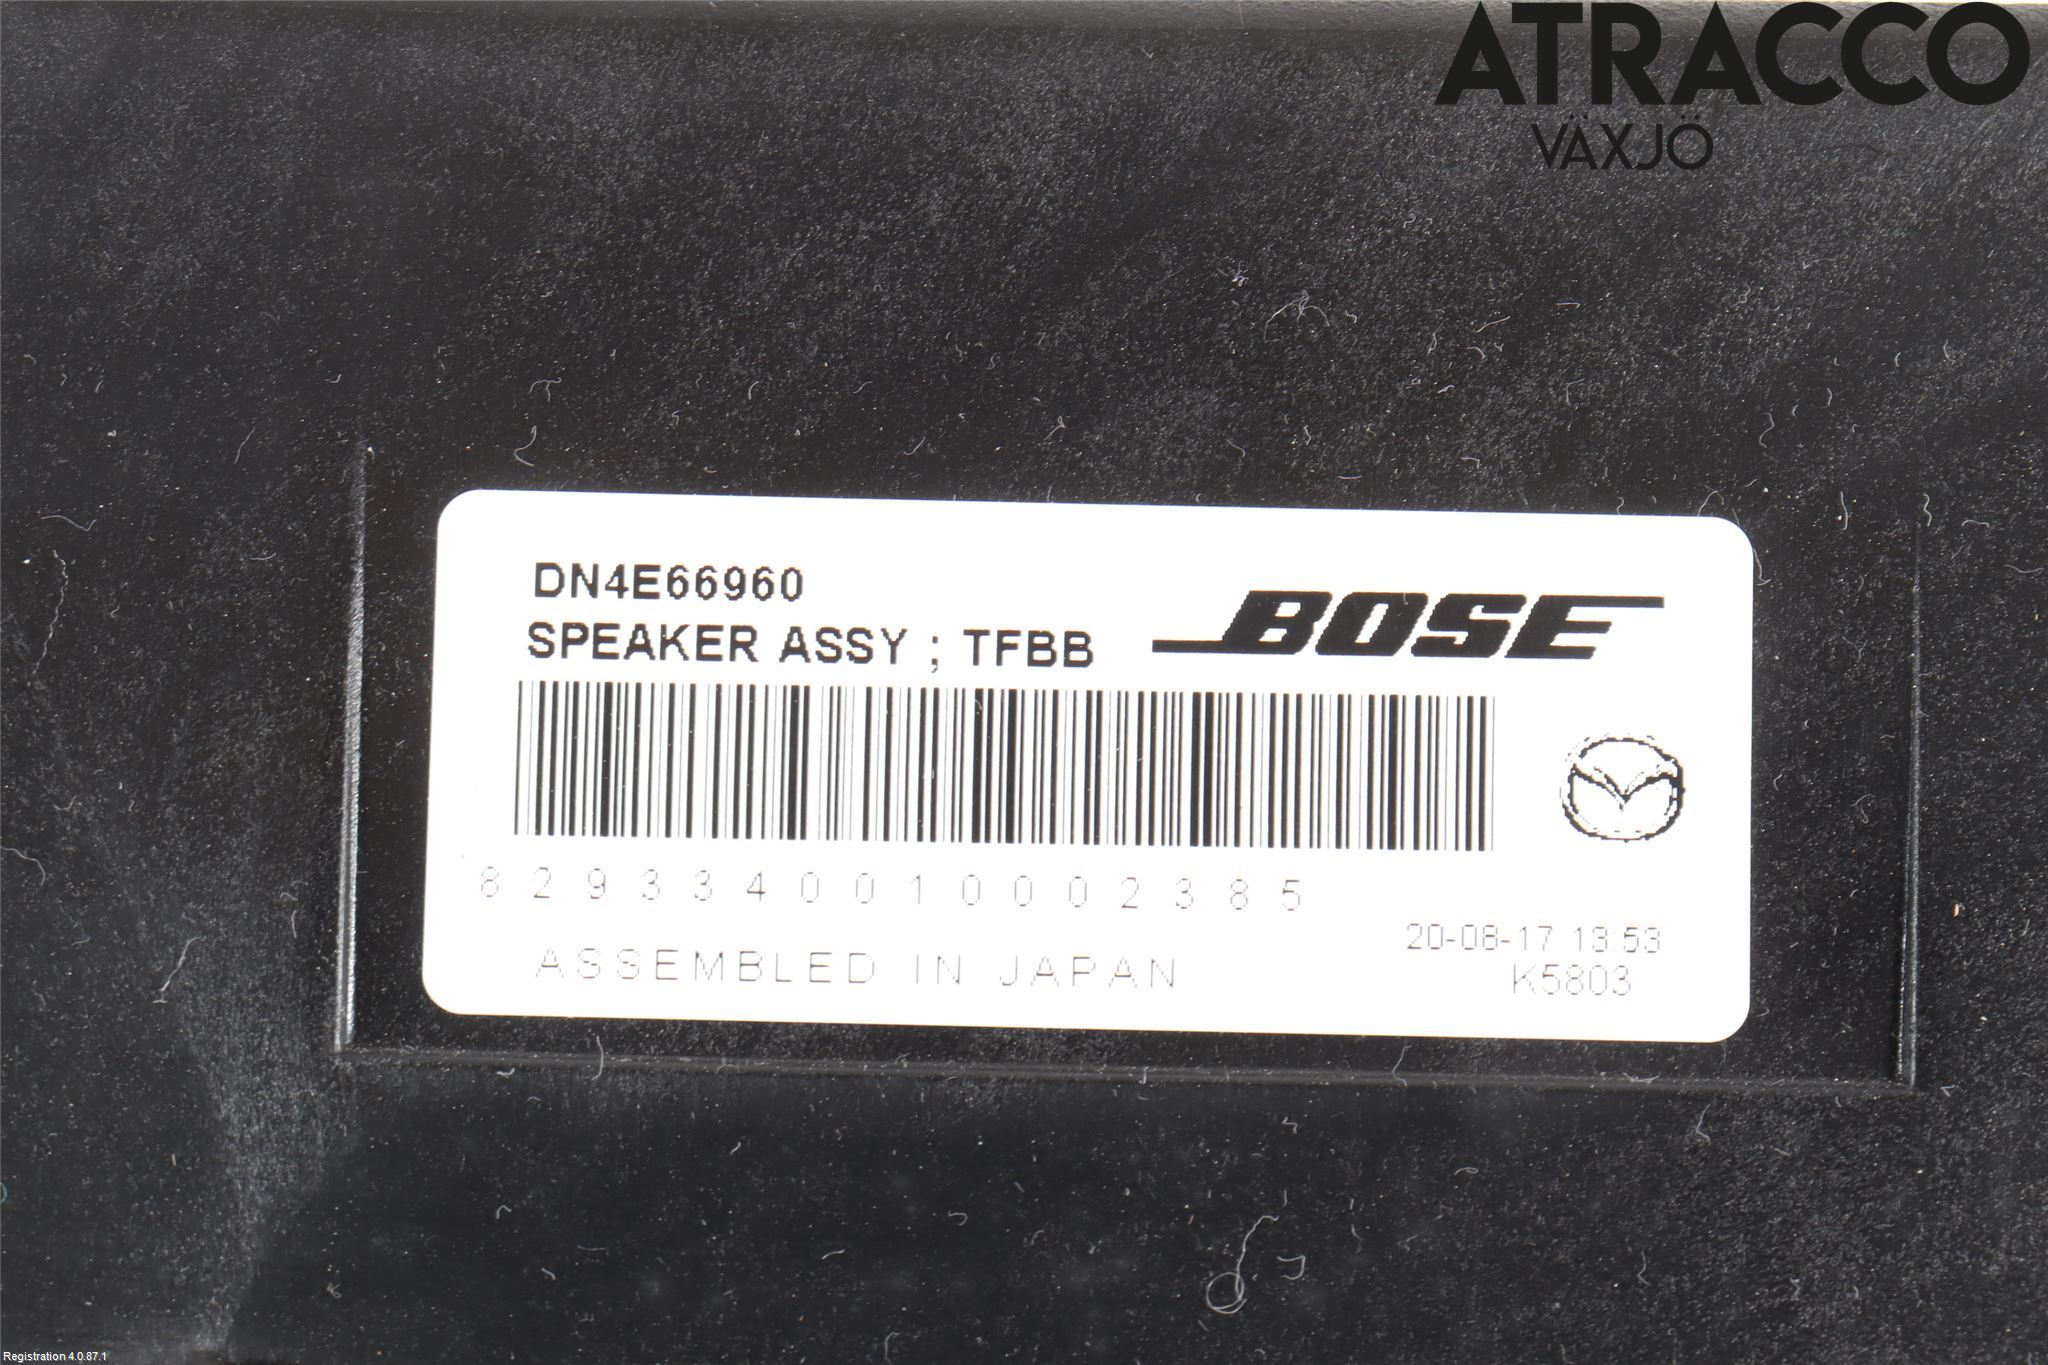 ATRACCO
VÄXJÖ
DN4E66960
SPEAKER ASSY ; TFBB
BOSE
8293340010002385
20-08-17 13:53
ASSEMBLED IN JAPAN
K5803
Registration 4.0.87.1